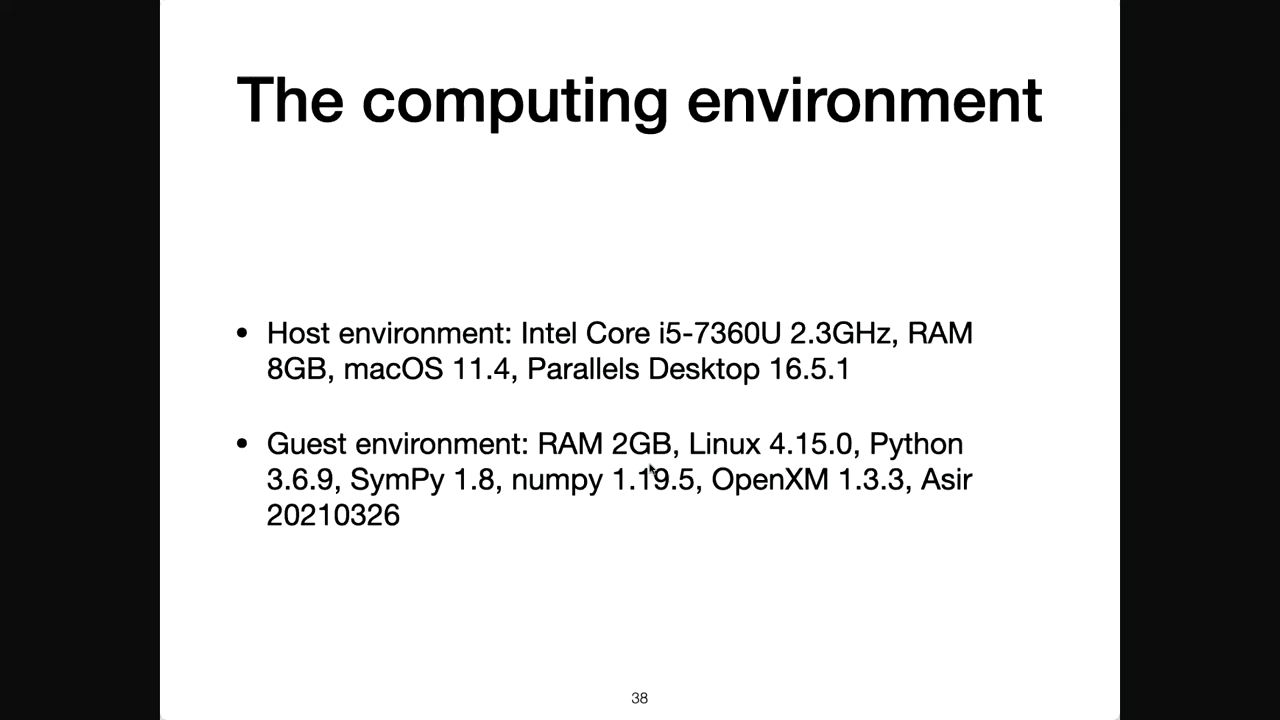 The computing environment
• Host environment: Intel Core i5-7360U 2.3GHz, RAM
8GB, macOS 11.4, Parallels Desktop 16.5.1
• Guest environment: RAM 2GB, Linux 4.15.0, Python
3.6.9, SymPy 1.8, numpy 1.19.5, OpenXM 1.3.3, Asir
20210326
38